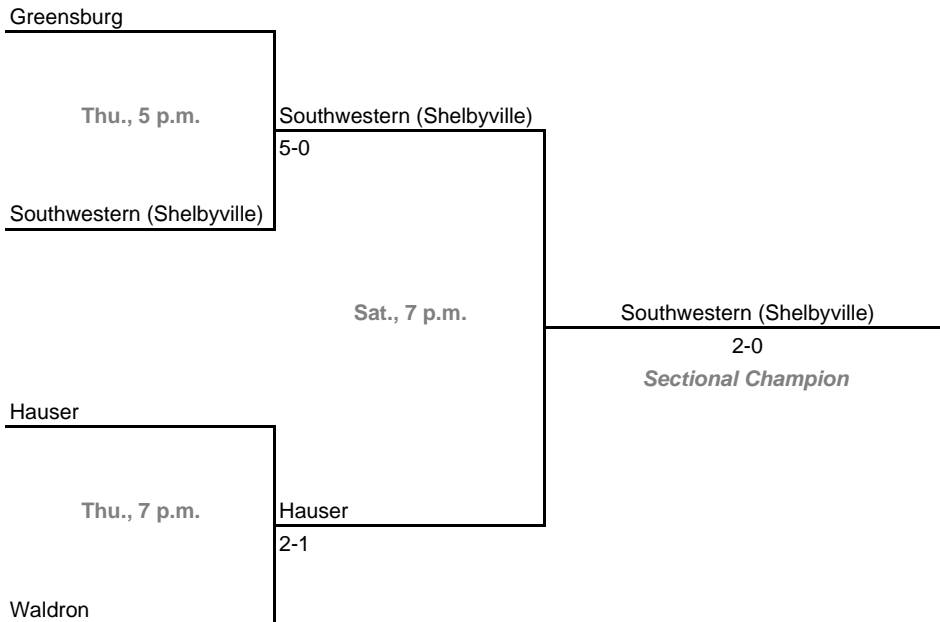 Greensburg
Thu., 5 p.m.
Southwestern (Shelbyville)
5-0
Southwestern (Shelbyville)
Sat., 7 p.m.
Southwestern (Shelbyville)
2-0
Sectional Champion
Hauser
Thu., 7 p.m.
Hauser
2-1
Waldron